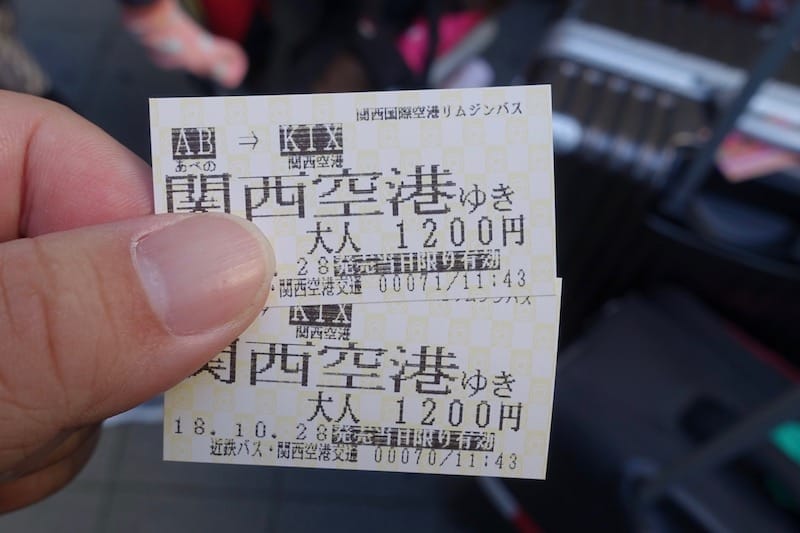 関西国際空港リムジンバス
AB ⇒ KIX
あべの 関西空港
関西空港ゆき
大人 1200円
. 28 発売当日限り有効
・関西空港交通 00071/11:43
KIX
関西空港
関西空港ゆき
大人 1200円
18.10.28 発売当日限り有効
近鉄バス・関西空港交通 00070/11:43